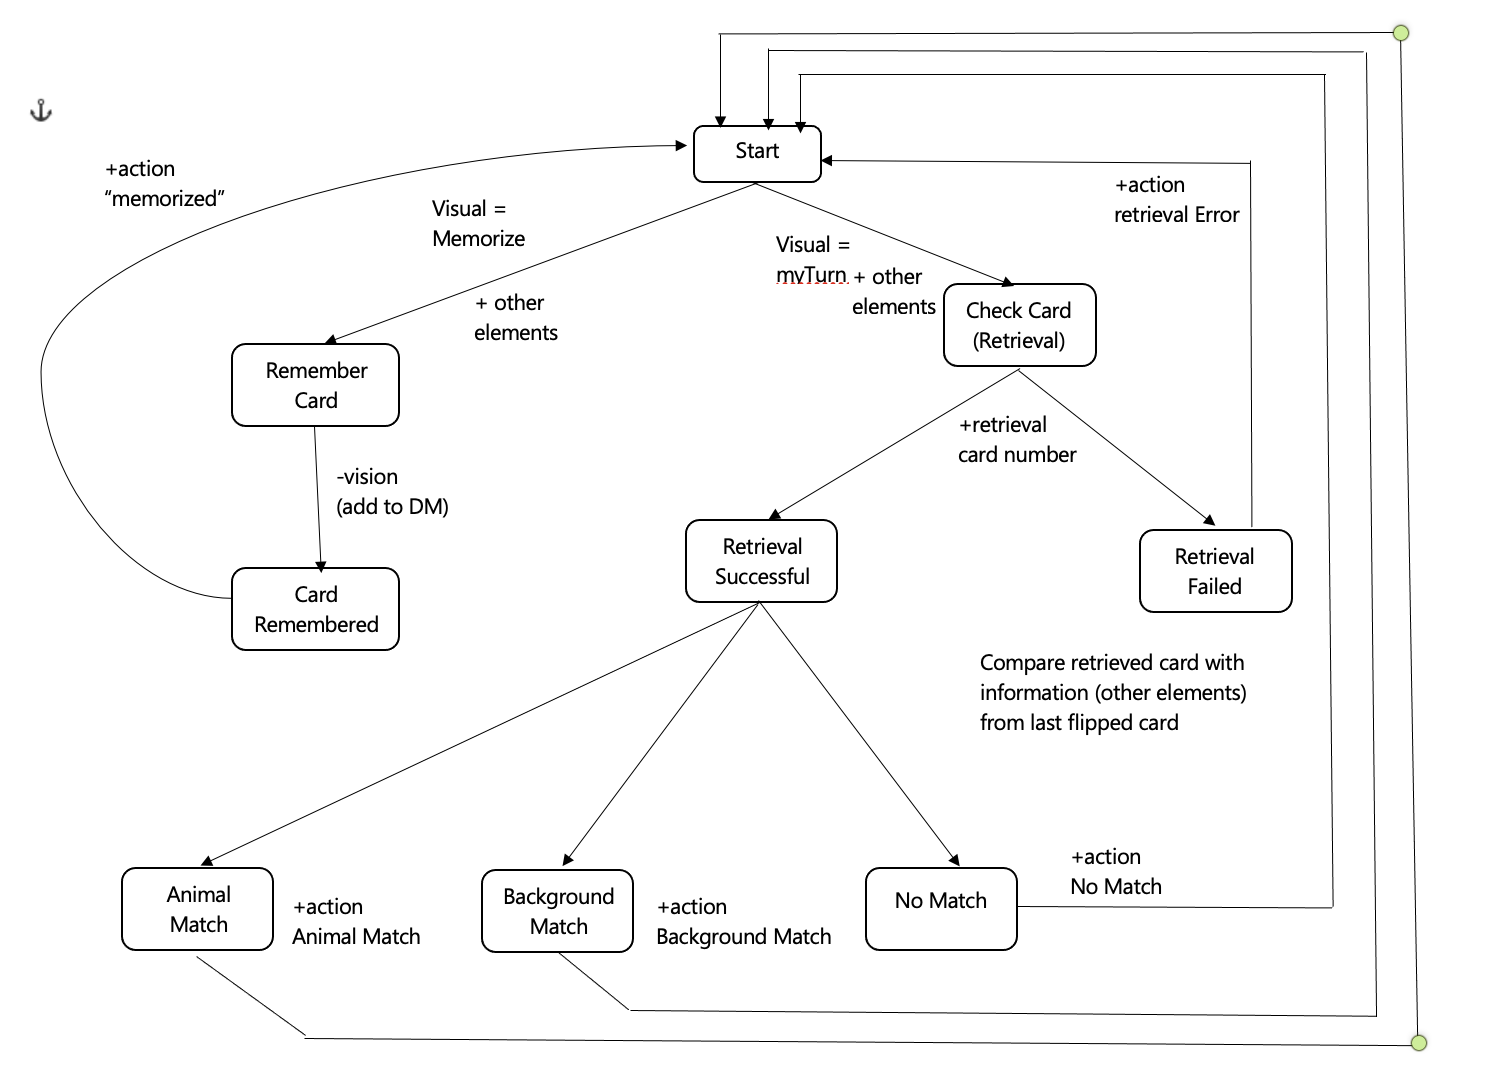 Start
+action
“memorized”
Visual =
Memorize
+ other
elements
+action
retrieval Error
Visual =
myTurn
+ other
elements
Check Card
(Retrieval)
Remember
Card
+retrieval
card number
-vision
(add to DM)
Retrieval
Successful
Retrieval
Failed
Card
Remembered
Compare retrieved card with
information (other elements)
from last flipped card
Animal
Match
+action
Animal Match
Background
Match
+action
Background Match
No Match
+action
No Match